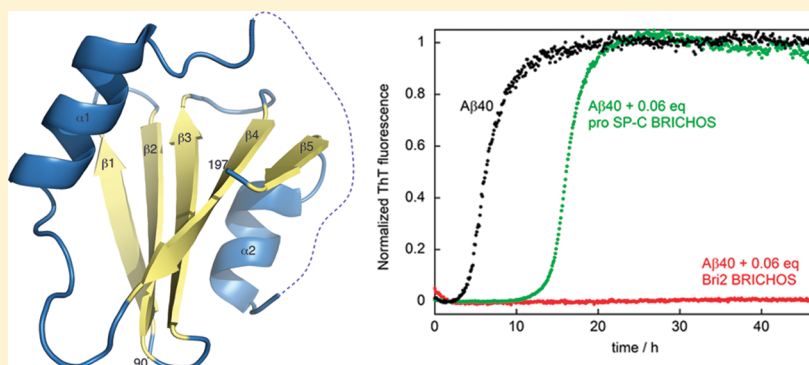 α1
β1
β2
β3
β4
β5
197
α2
90
Normalized ThT fluorescence
1
0.8
0.6
0.4
0.2
0
Aβ40
Aβ40 + 0.06 eq
pro SP-C BRICHOS
Aβ40 + 0.06 eq
Bri2 BRICHOS
0
10
20
30
40
time / h